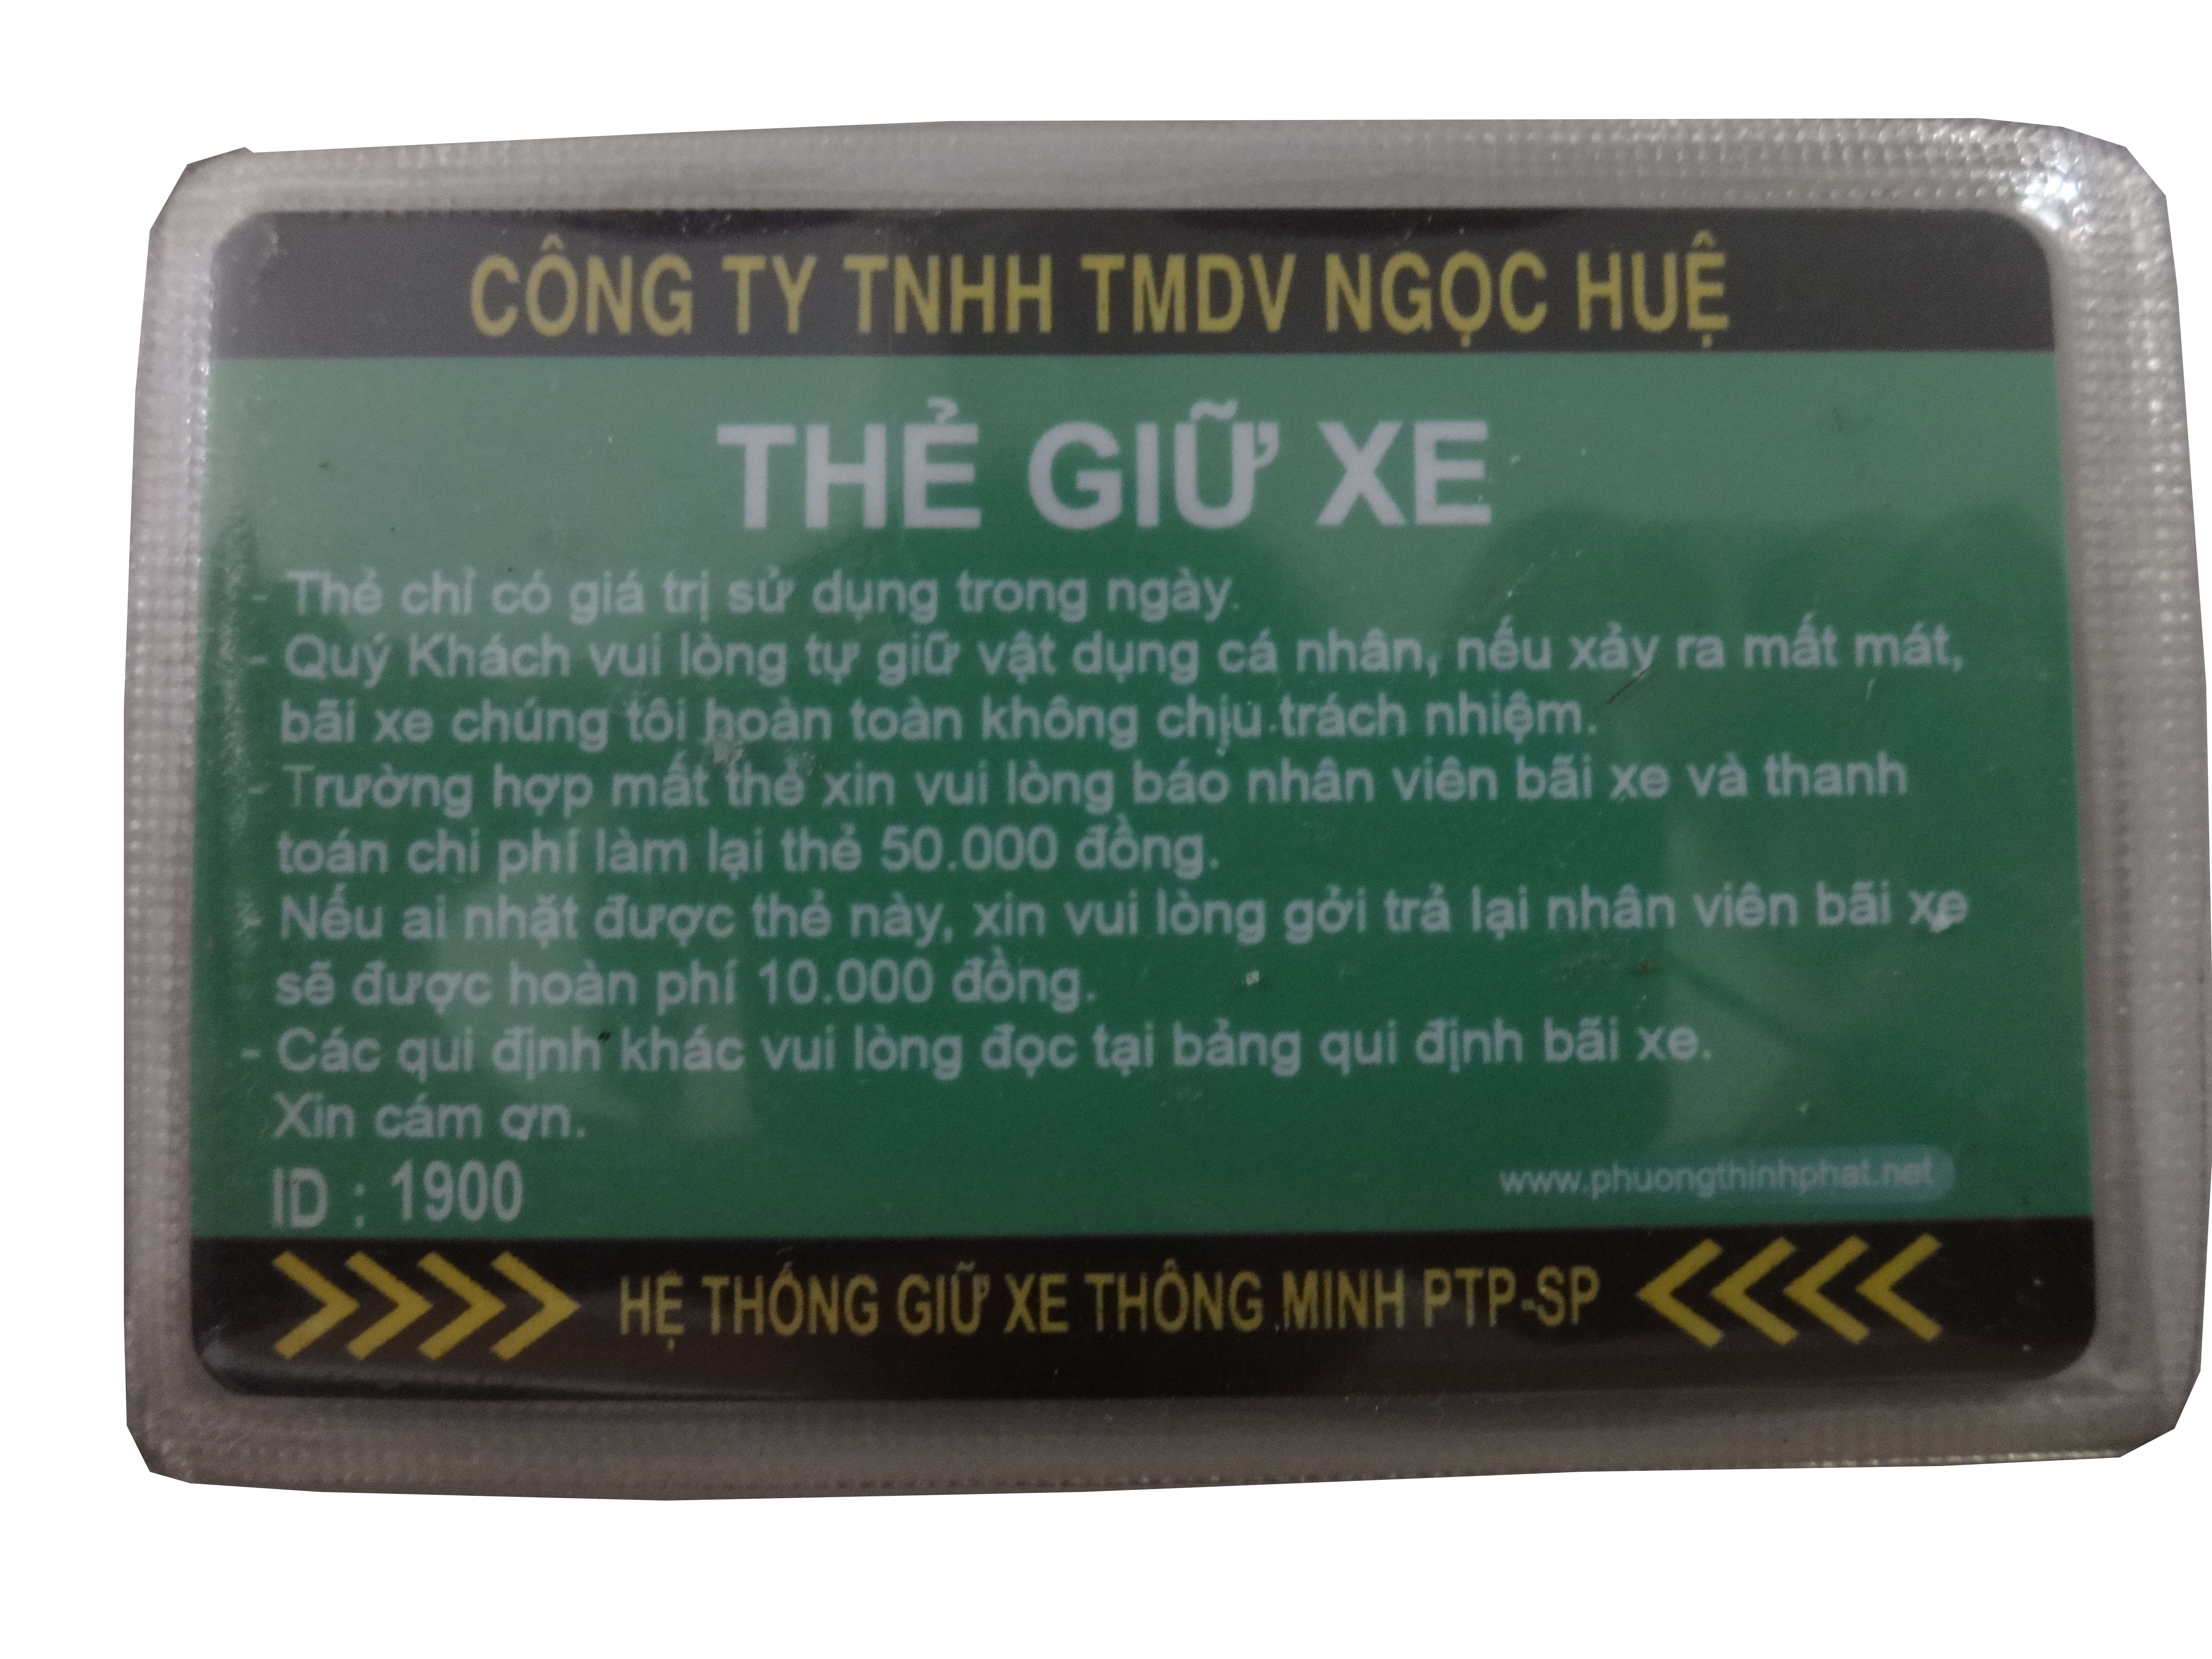 CÔNG TY TNHH TMDV NGỌC HUỆ
THẺ GIỮ XE
- Thẻ chỉ có giá trị sử dụng trong ngày.
- Quý Khách vui lòng tự giữ vật dụng cá nhân, nếu xảy ra mất mát,
bãi xe chúng tôi hoàn toàn không chịu trách nhiệm.
- Trường hợp mất thẻ xin vui lòng báo nhân viên bãi xe và thanh
toán chi phí làm lại thẻ 50.000 đồng.
- Nếu ai nhặt được thẻ này, xin vui lòng gởi trả lại nhân viên bãi xe
sẽ được hoàn phí 10.000 đồng.
- Các qui định khác vui lòng đọc tại bảng qui định bãi xe.
Xin cám ơn.
ID : 1900
www.phuongthinhphat.net
>>>> HỆ THỐNG GIỮ XE THÔNG MINH PTP-SP <<<<